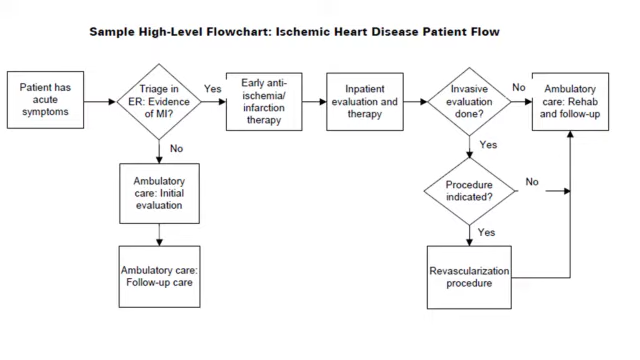 Sample High-Level Flowchart: Ischemic Heart Disease Patient Flow
Patient has
acute
symptoms
Triage in
ER: Evidence
of MI?
Yes
Early anti-
ischemia/
infarction
therapy
Inpatient
evaluation and
therapy
Invasive
evaluation
done?
No
Ambulatory
care: Rehab
and follow-up
No
Yes
Ambulatory
care: Initial
evaluation
Procedure
indicated?
No
Yes
Ambulatory care:
Follow-up care
Revascularization
procedure